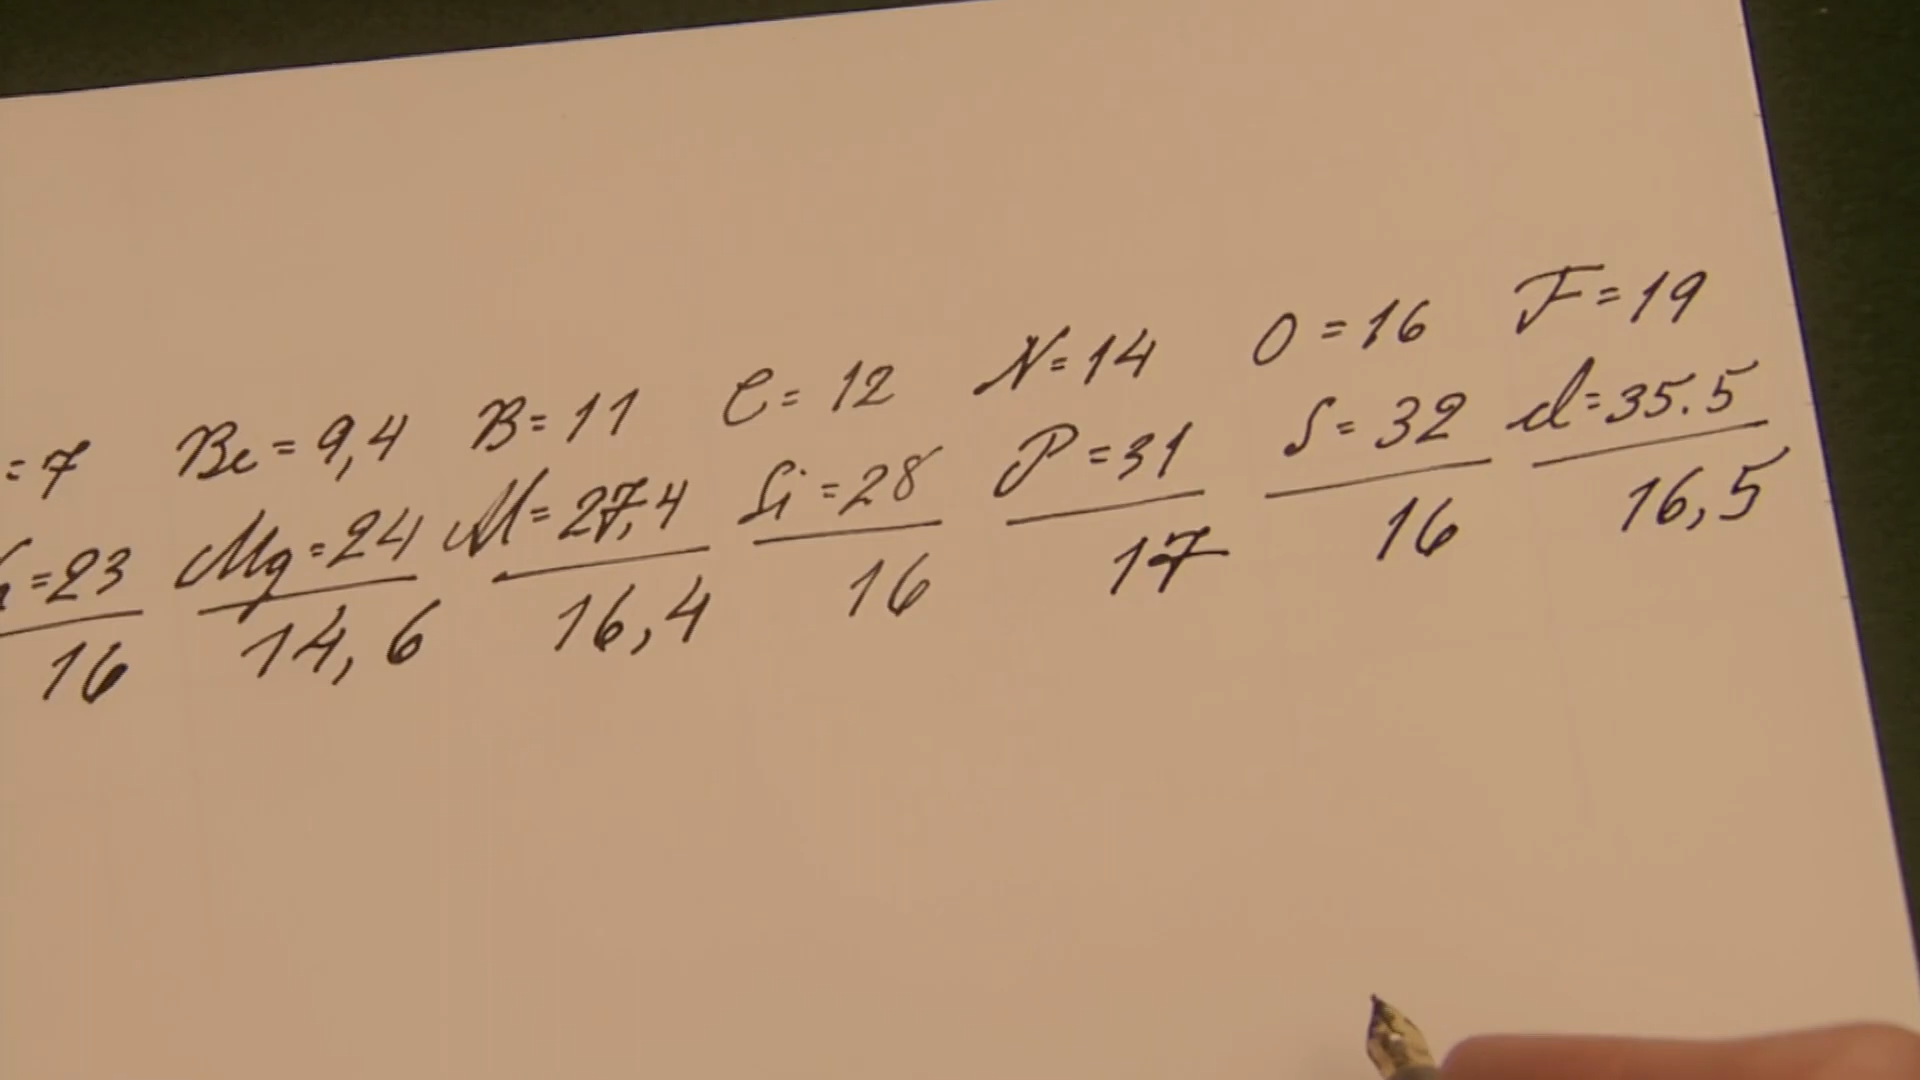 =7 Be=9,4 B=11 C=12 N=14 O=16 F=19
=23 Mg=24 Al=27,4 Si=28 P=31 S=32 Cl=35.5
16 14,6 16,4 16 17 16 16,5